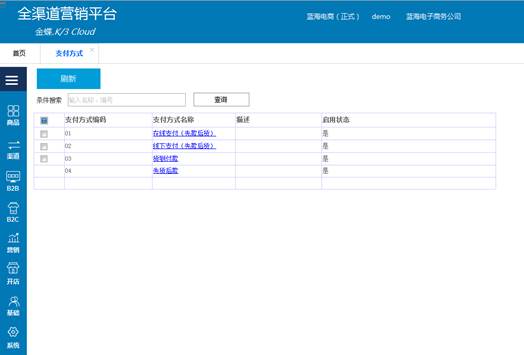 全渠道营销平台
金蝶.K/3 Cloud
蓝海电商（正式） demo 蓝海电子商务公司
首页 支付方式
刷新
条件搜索 输入名称，编号 查询
支付方式编码 支付方式名称 描述 启用状态
01 在线支付（先款后货） 是
02 线下支付（先款后货） 是
03 货到付款 是
04 先货后款 是
商品
渠道
B2B
B2C
营销
开店
基础
系统